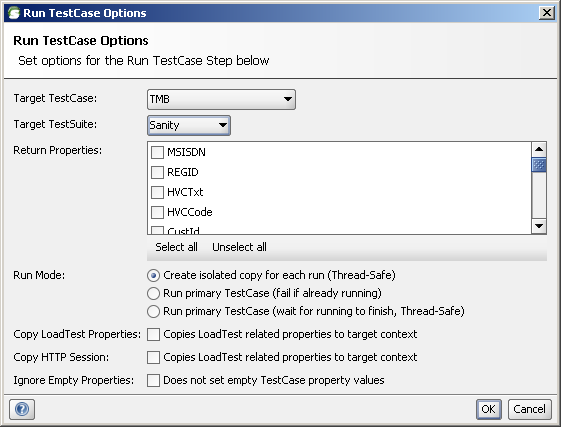 Run TestCase Options
Run TestCase Options
Set options for the Run TestCase Step below
Target TestCase: TMB
Target TestSuite: Sanity
Return Properties: MSISDN
REGID
HVCTxt
HVCCode
CustId
Select all Unselect all
Run Mode: Create isolated copy for each run (Thread-Safe)
Run primary TestCase (fail if already running)
Run primary TestCase (wait for running to finish, Thread-Safe)
Copy LoadTest Properties: Copies LoadTest related properties to target context
Copy HTTP Session: Copies LoadTest related properties to target context
Ignore Empty Properties: Does not set empty TestCase property values
? OK Cancel